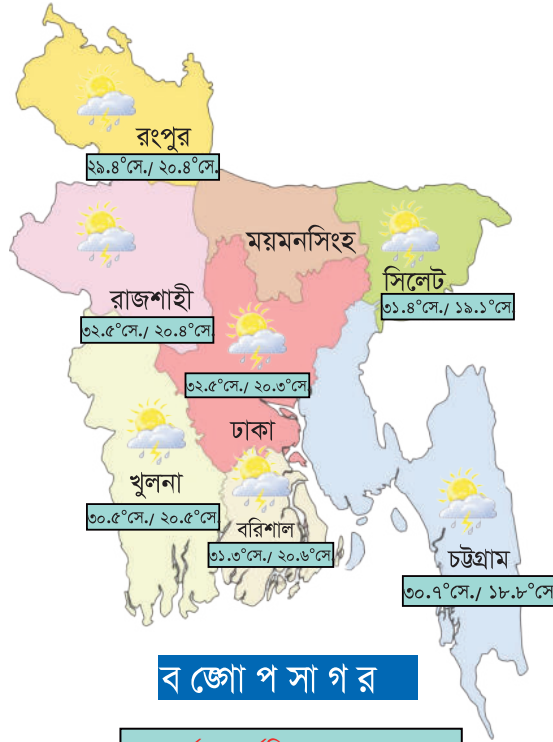 রংপুর
২৯.৪°সে./ ২০.৪°সে.
ময়মনসিংহ
সিলেট
৩১.৪°সে./ ১৯.১°সে.
রাজশাহী
৩২.৫°সে./ ২০.৪°সে.
৩২.৫°সে./ ২০.৩°সে.
ঢাকা
খুলনা
৩০.৫°সে./ ২০.৫°সে.
বরিশাল
৩১.৩°সে./ ২০.৬°সে.
চট্টগ্রাম
৩০.৭°সে./ ১৮.৮°সে
ব ঙ্গো প সা গ র